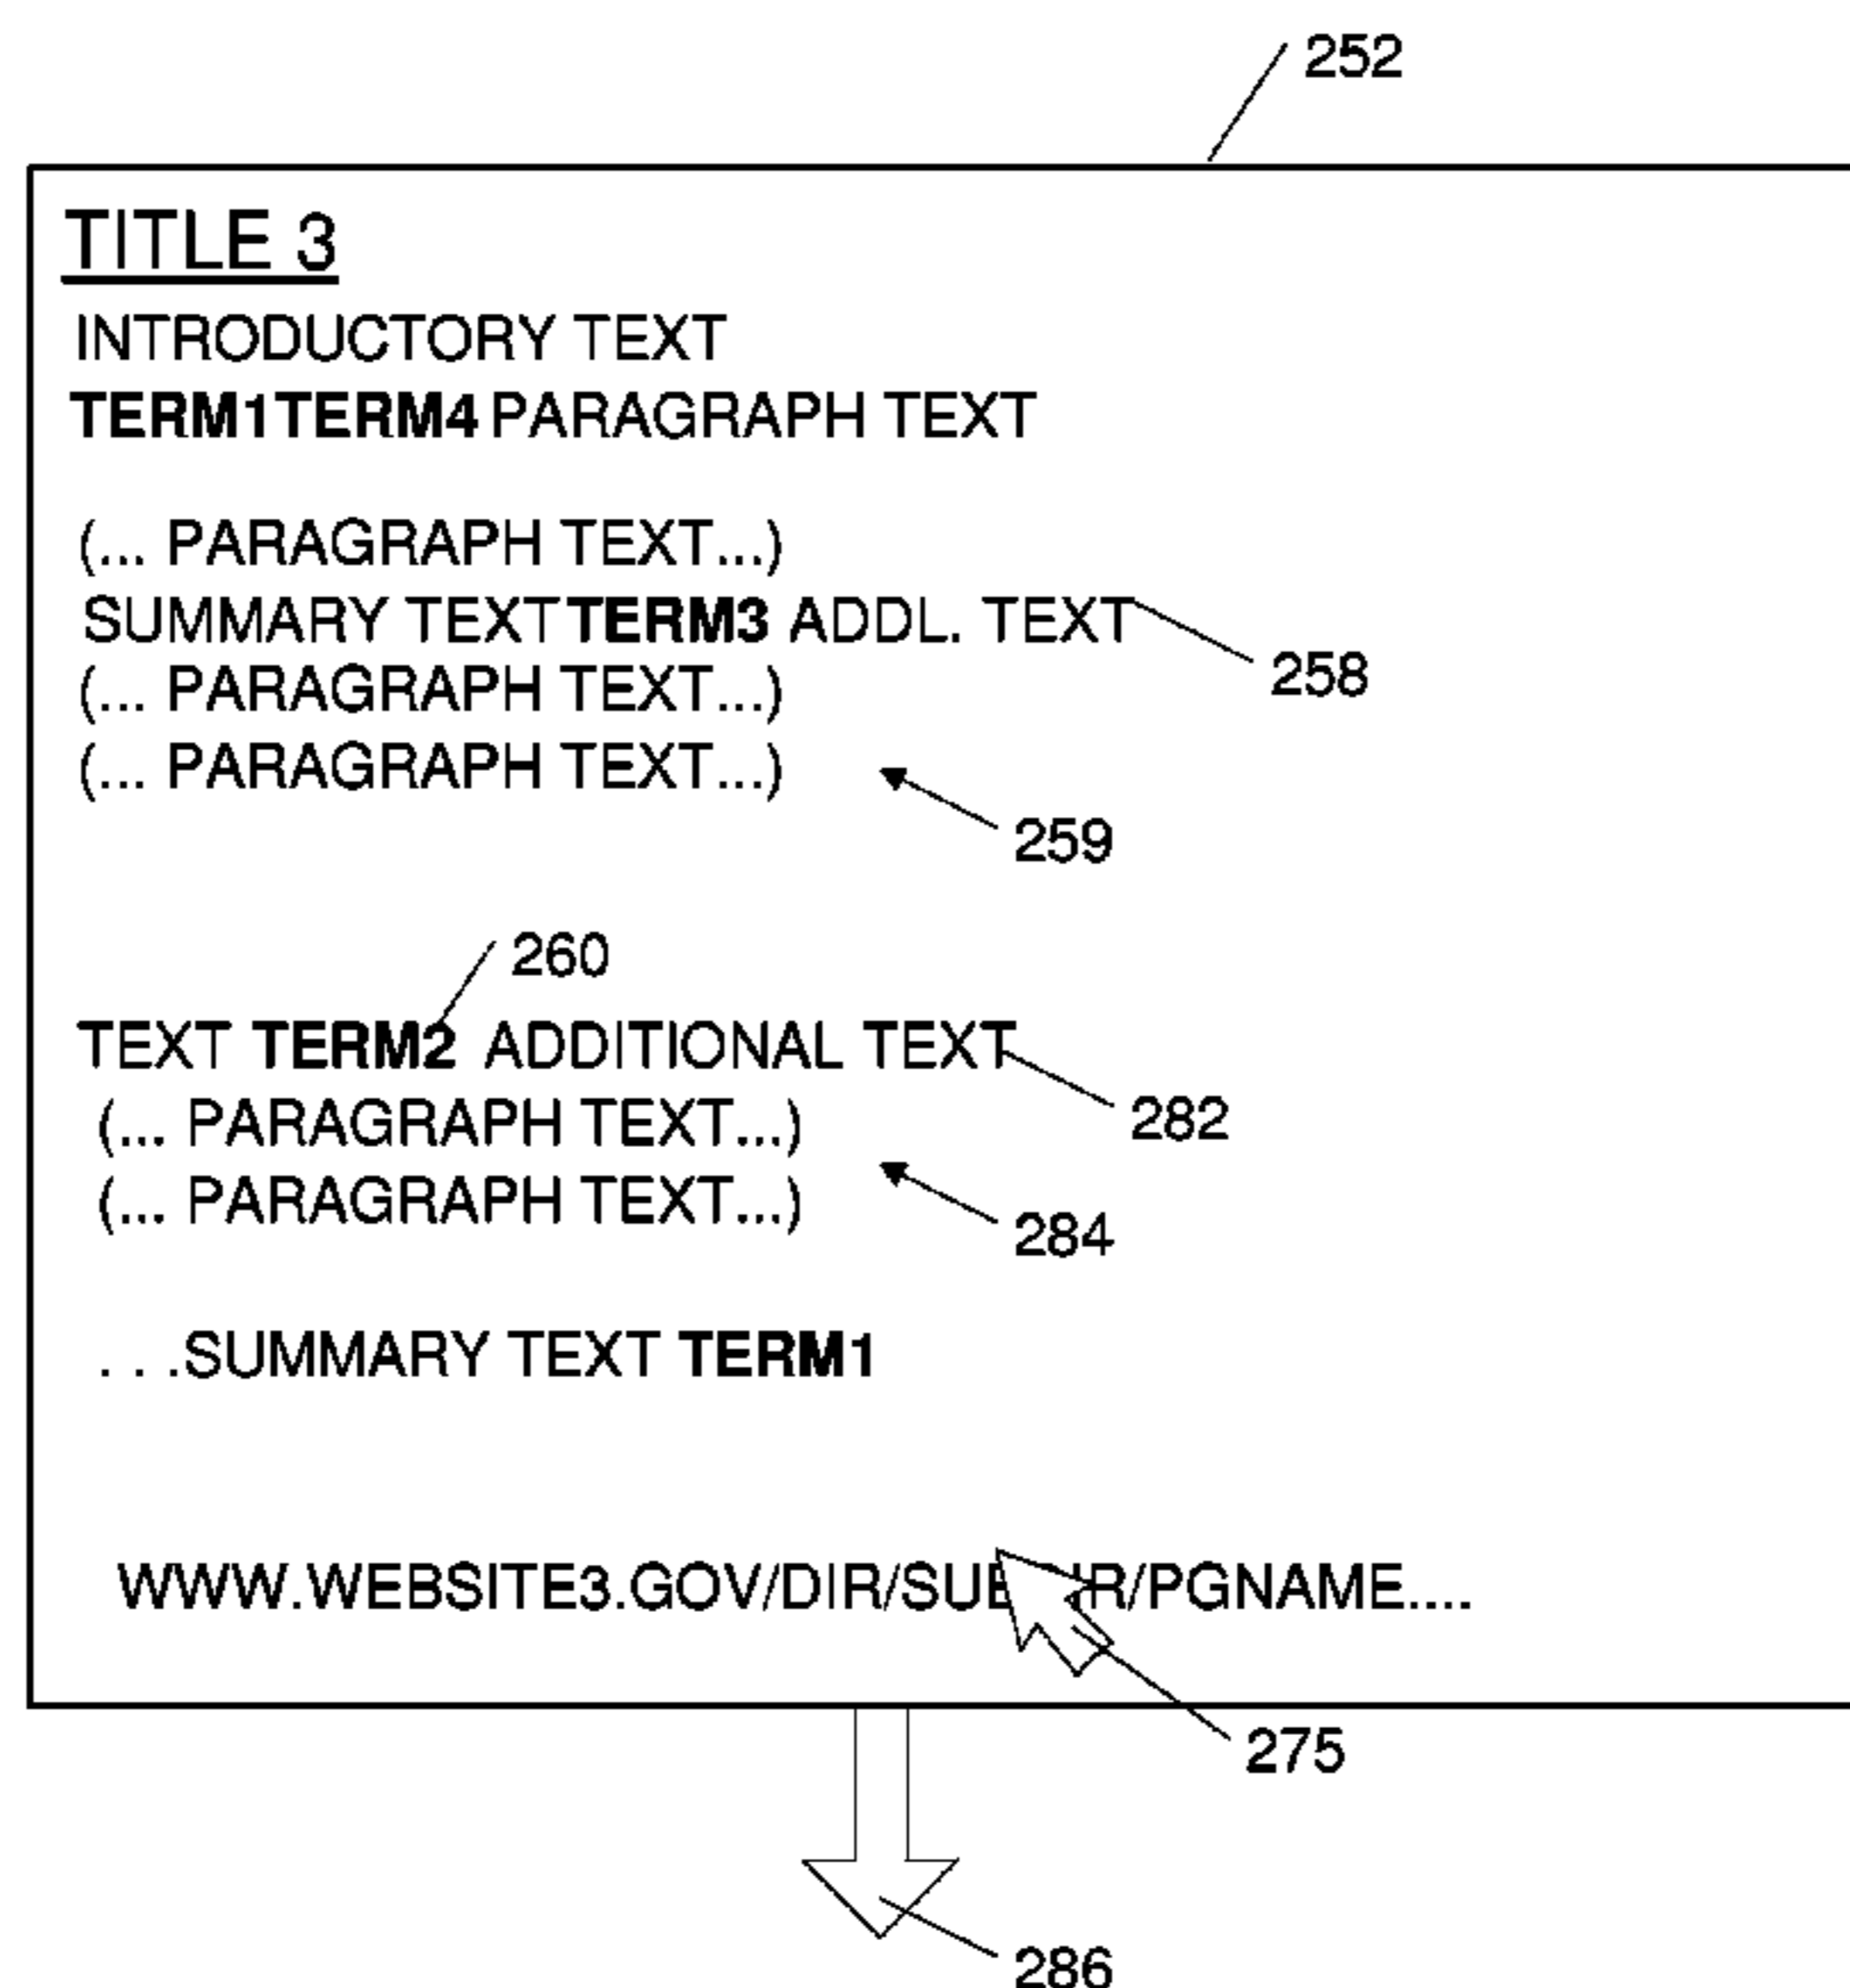 252
TITLE 3
INTRODUCTORY TEXT
TERM1TERM4 PARAGRAPH TEXT
(... PARAGRAPH TEXT...)
SUMMARY TEXT TERM3 ADDL. TEXT
258
(... PARAGRAPH TEXT...)
(... PARAGRAPH TEXT...)
259
260
TEXT TERM2 ADDITIONAL TEXT
282
(... PARAGRAPH TEXT...)
(... PARAGRAPH TEXT...)
284
. . .SUMMARY TEXT TERM1
WWW.WEBSITE3.GOV/DIR/SUBDIR/PGNAME....
275
286